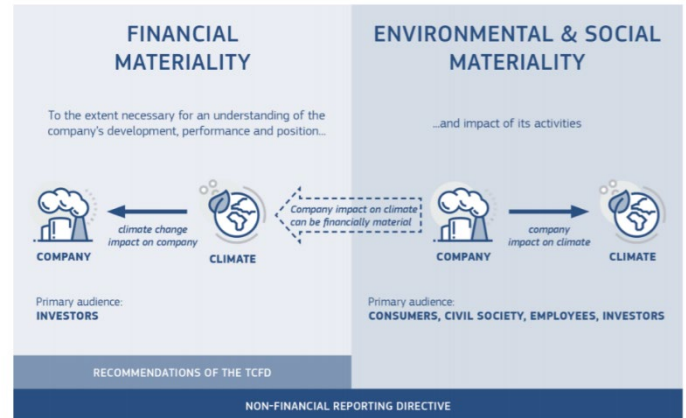 FINANCIAL
MATERIALITY
To the extent necessary for an understanding of the
company's development, performance and position...
climate change
impact on company
COMPANY
CLIMATE
Primary audience:
INVESTORS
RECOMMENDATIONS OF THE TCFD
Company impact on climate
can be financially material
ENVIRONMENTAL & SOCIAL
MATERIALITY
...and impact of its activities
company
impact on climate
COMPANY
CLIMATE
Primary audience:
CONSUMERS, CIVIL SOCIETY, EMPLOYEES, INVESTORS
NON-FINANCIAL REPORTING DIRECTIVE